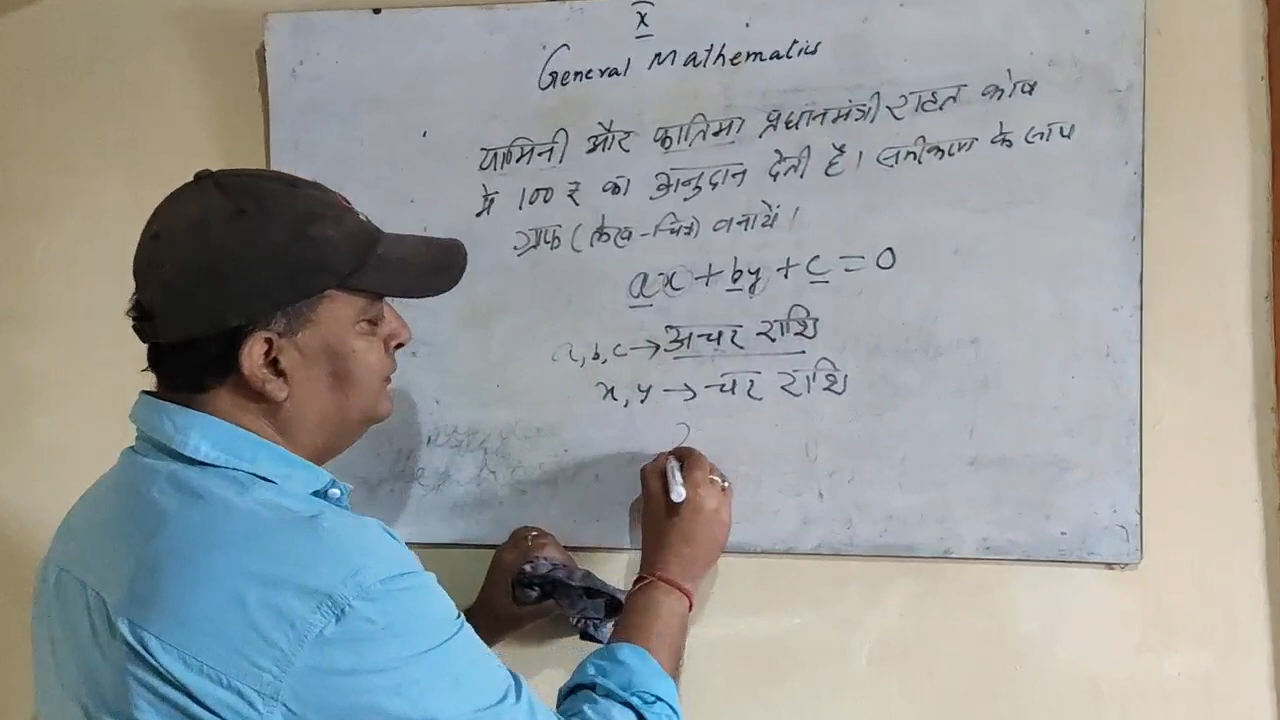 x
General Mathematics
यामिनी और फातिमा प्रधानमंत्री राहत कोष
मे 100 ₹ का अनुदान देती है। समीकरण के साथ
ग्राफ (लेख-चित्र) बनायें।
ax + by + c = 0
a, b, c → अचर राशि
x, y → चर राशि